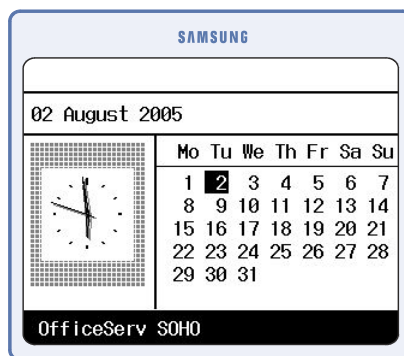 SAMSUNG
02 August 2005
Mo Tu We Th Fr Sa Su
1 2 3 4 5 6 7
8 9 10 11 12 13 14
15 16 17 18 19 20 21
22 23 24 25 26 27 28
29 30 31
OfficeServ SOHO